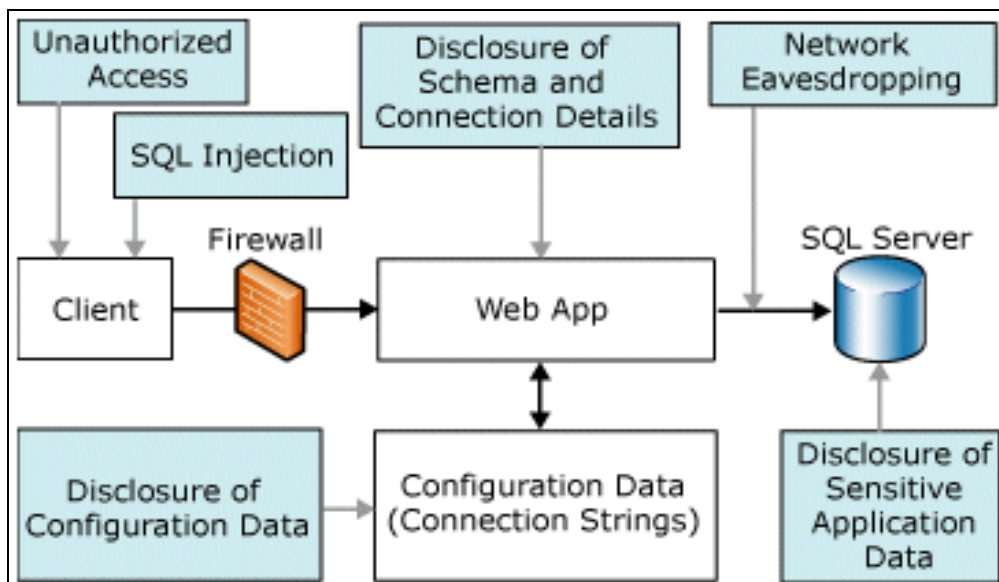 Unauthorized
Access
Disclosure of
Schema and
Connection Details
Network
Eavesdropping
SQL Injection
Firewall
SQL Server
Client
Web App
Disclosure of
Configuration Data
Configuration Data
(Connection Strings)
Disclosure of
Sensitive
Application
Data